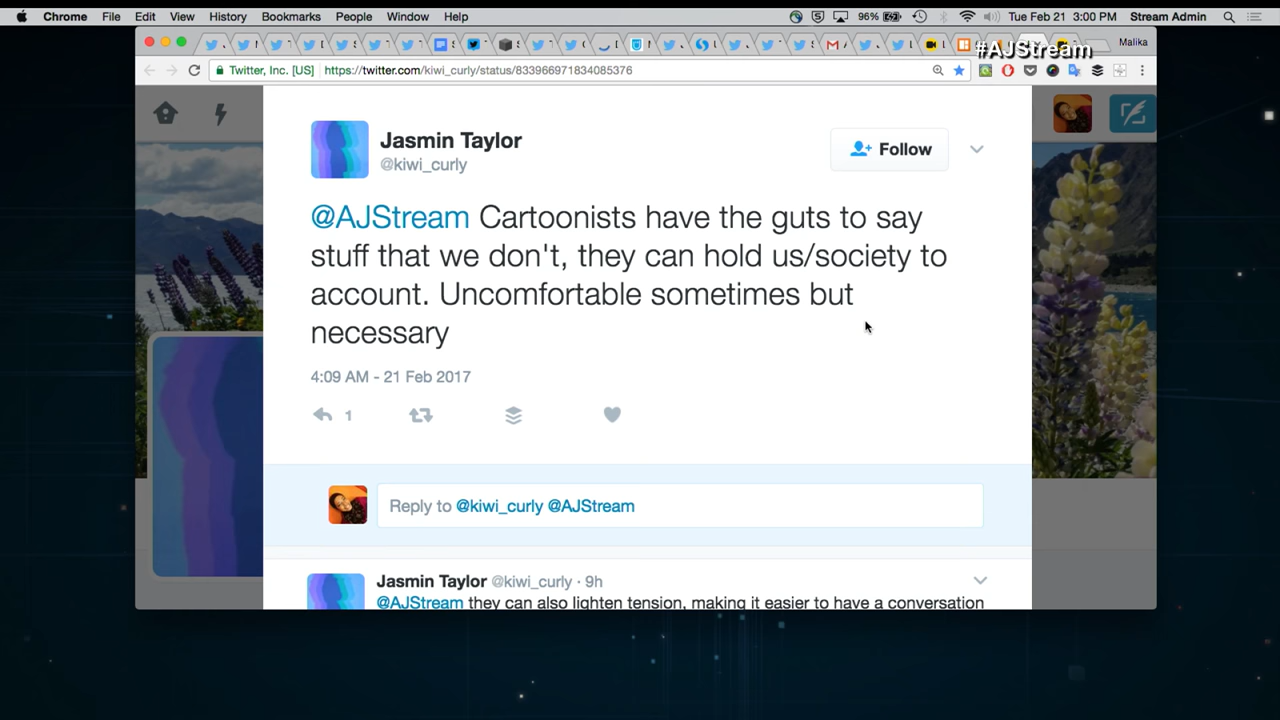 Chrome File Edit View History Bookmarks People Window Help 96% Tue Feb 21 3:00 PM Stream Admin
Malika
#AJStream
Twitter, Inc. [US] https://twitter.com/kiwi_curly/status/833966971834085376
Jasmin Taylor
@kiwi_curly
Follow
@AJStream Cartoonists have the guts to say
stuff that we don't, they can hold us/society to
account. Uncomfortable sometimes but
necessary
4:09 AM - 21 Feb 2017
1
Reply to @kiwi_curly @AJStream
Jasmin Taylor @kiwi_curly · 9h
@AJStream they can also lighten tension, making it easier to have a conversation